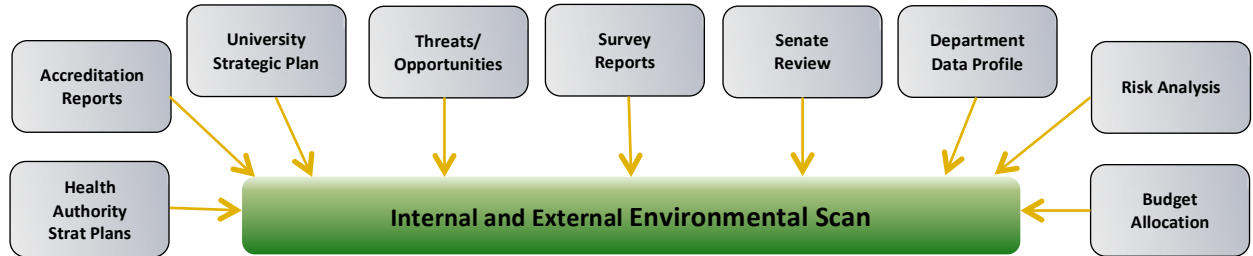 Accreditation
Reports
University
Strategic Plan
Threats/
Opportunities
Survey
Reports
Senate
Review
Department
Data Profile
Risk Analysis
Health
Authority
Strat Plans
Internal and External Environmental Scan
Budget
Allocation